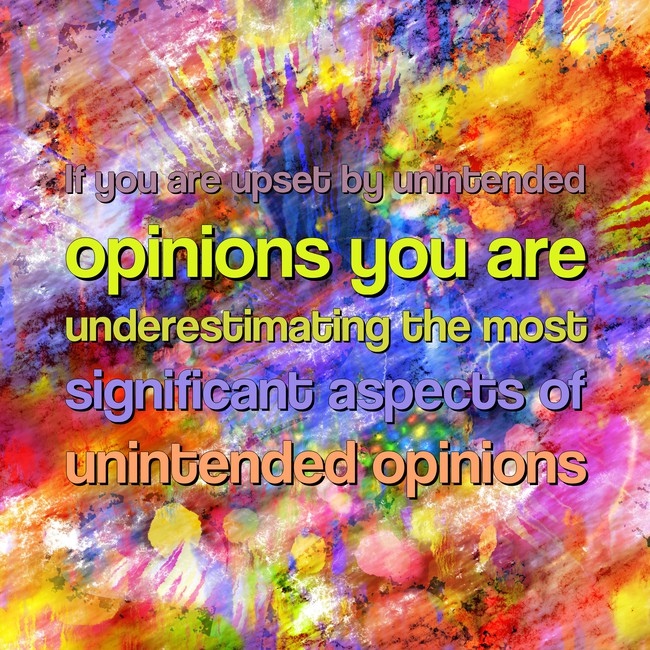 If you are upset by unintended
opinions you are
underestimating the most
significant aspects of
unintended opinions